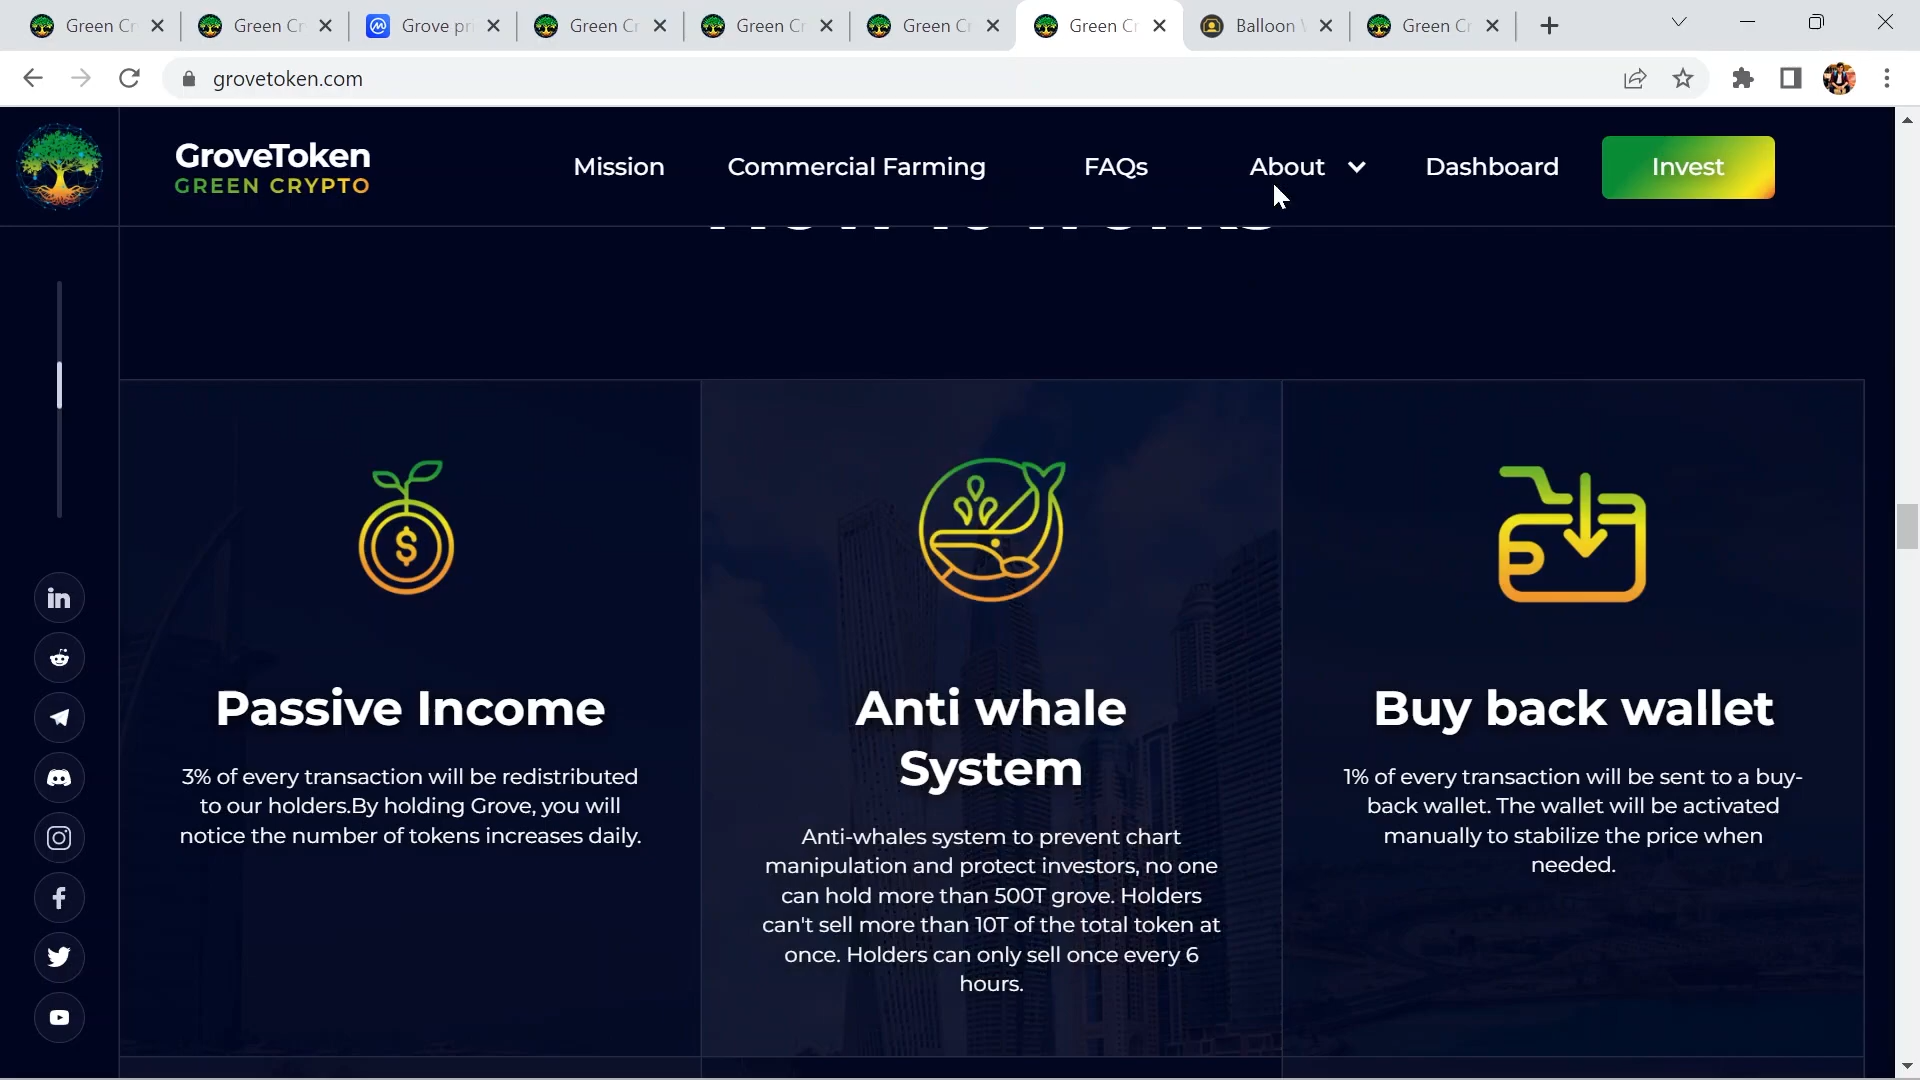 Green Cr
Green Cr
Grove pri
Green Cr
Green Cr
Green Cr
Green Cr
Balloon
Green Cr
grovetoken.com
GroveToken
GREEN CRYPTO
Mission
Commercial Farming
FAQs
About
Dashboard
Invest
Passive Income
3% of every transaction will be redistributed
to our holders.By holding Grove, you will
notice the number of tokens increases daily.
Anti whale
System
Anti-whales system to prevent chart
manipulation and protect investors, no one
can hold more than 500T grove. Holders
can't sell more than 10T of the total token at
once. Holders can only sell once every 6
hours.
Buy back wallet
1% of every transaction will be sent to a buy-
back wallet. The wallet will be activated
manually to stabilize the price when
needed.